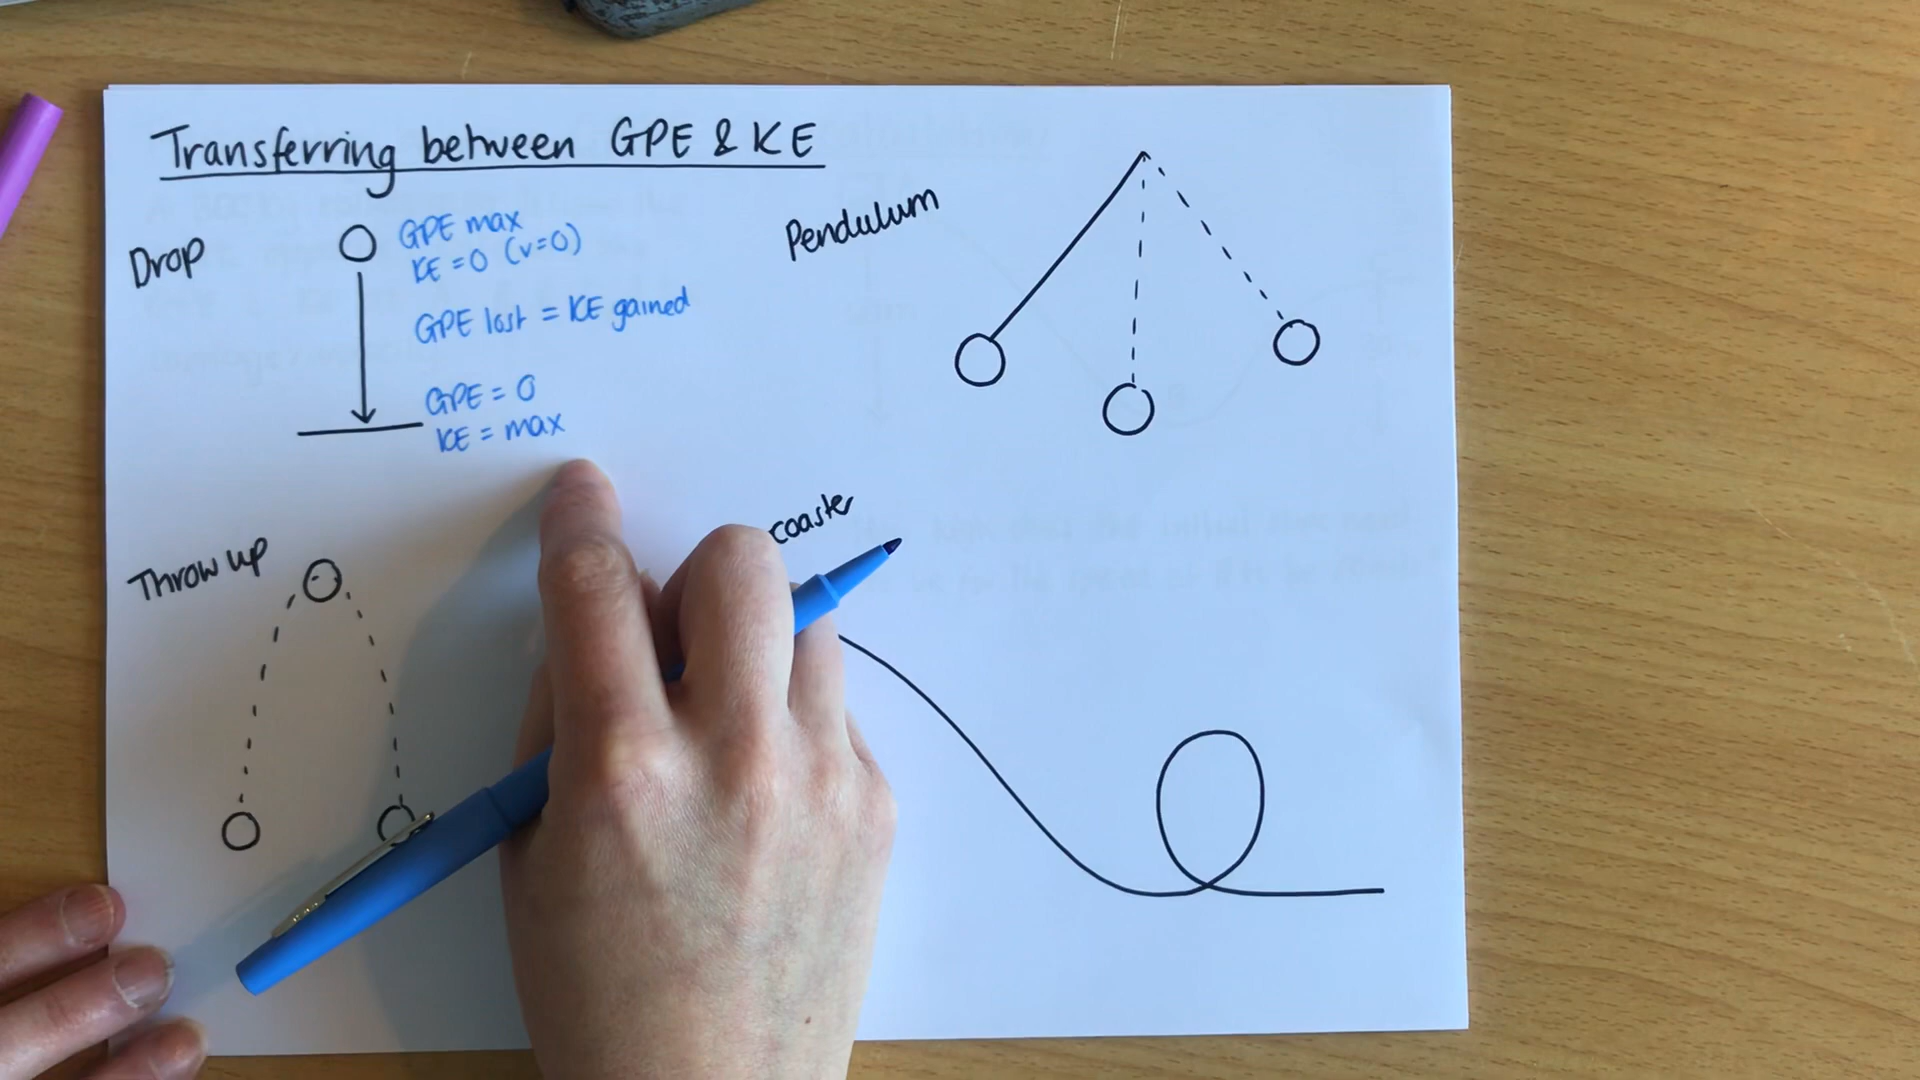 Transferring between GPE & KE
Drop
GPE max
KE = 0 (v=0)
GPE lost = KE gained
GPE = 0
KE = max
Pendulum
Throw up
coaster